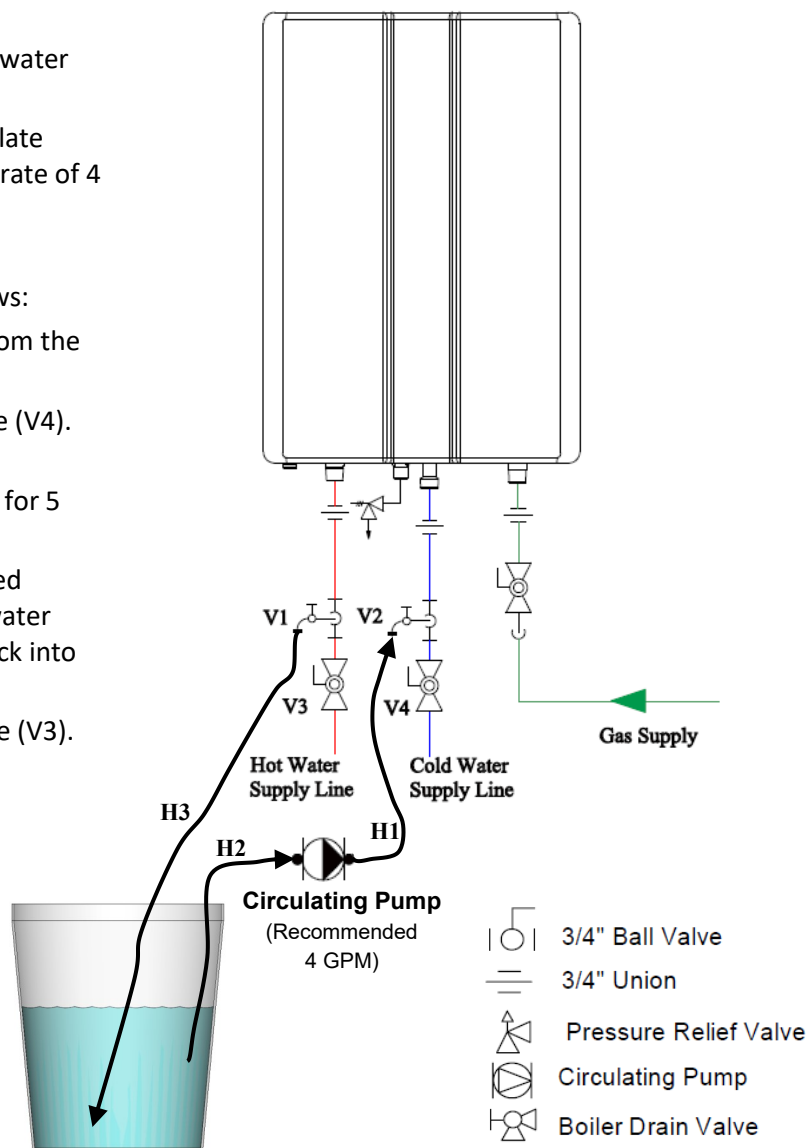 water
late
rate of 4
ws:
om the
e (V4).
for 5
ed
vater
ck into
e (V3).
V1
V2
V3
V4
Gas Supply
Hot Water
Supply Line
Cold Water
Supply Line
H3
H2
H1
Circulating Pump
(Recommended
4 GPM)
3/4" Ball Valve
3/4" Union
Pressure Relief Valve
Circulating Pump
Boiler Drain Valve